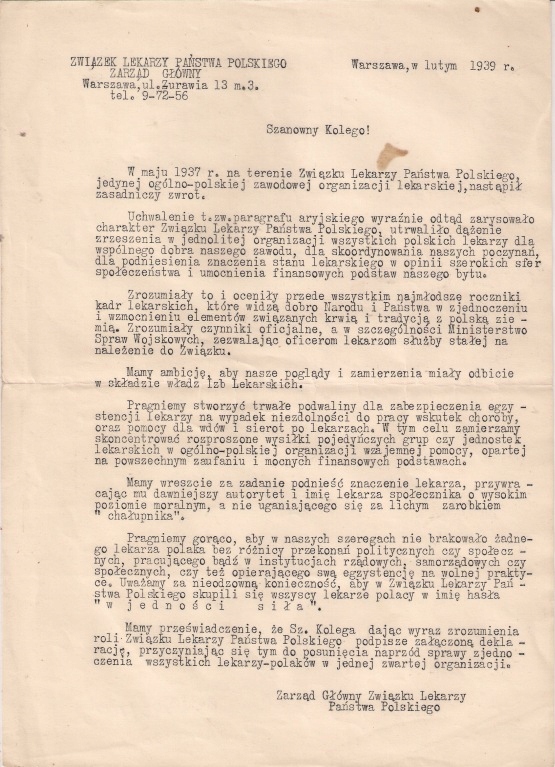 ZWIĄZEK LEKARZY PAŃSTWA POLSKIEGO
ZARZĄD GŁÓWNY
Warszawa,ul.Żurawia 13 m.3.
tel. 9-72-56
Warszawa,w lutym 1939 r.
Szanowny Kolego!
W maju 1937 r. na terenie Związku Lekarzy Państwa Polskiego,
jedynej ogólno-polskiej zawodowej organizacji lekarskiej,nastąpił
zasadniczy zwrot.
Uchwalenie t.zw.paragrafu aryjskiego wyraźnie odtąd zarysowało
charakter Związku Lekarzy Państwa Polskiego, utrwaliło dążenie
zrzeszenia w jednolitej organizacji wszystkich polskich lekarzy dla
wspólnego dobra naszego zawodu, dla skoordynowania naszych poczynań,
dla podniesienia znaczenia stanu lekarskiego w opinii szerokich sfer
społeczeństwa i umocnienia finansowych podstaw naszego bytu.
Zrozumiały to i oceniły przede wszystkim najmłodsze roczniki
kadr lekarskich, które widzą dobro Narodu i Państwa w zjednoczeniu
i wzmocnieniu elementów związanych krwią i tradycją z polską zie -
mią. Zrozumiały czynniki oficjalne, a w szczególności Ministerstwo
Spraw Wojskowych, zezwalając oficerom lekarzom służby stałej na
należenie do Związku.
Mamy ambicję, aby nasze poglądy i zamierzenia miały odbicie
w składzie władz Izb Lekarskich.
Pragniemy stworzyć trwałe podwaliny dla zabezpieczenia egzy -
stencji lekarzy na wypadek niezdolności do pracy wskutek choroby,
oraz pomocy dla wdów i sierot po lekarzach. W tym celu zamierzamy
skoncentrować rozproszone wysiłki pojedyńczych grup czy jednostek
lekarskich w ogólno-polskiej organizacji wzajemnej pomocy, opartej
na powszechnym zaufaniu i mocnych finansowych podstawach.
Mamy wreszcie za zadanie podnieść znaczenie lekarza, przywra -
cając mu dawniejszy autorytet i imię lekarza społecznika o wysokim
poziomie moralnym, a nie uganiającego się za lichym zarobkiem
" chałupnika".
Pragniemy gorąco, aby w naszych szeregach nie brakowało żadne-
go lekarza polaka bez różnicy przekonań politycznych czy społecz -
nych, pracującego bądź w instytucjach rządowych, samorządowych czy
społecznych, czy też opierającego swą egzystencję na wolnej prakty-
ce. Uważamy za nieodzowną konieczność, aby w Związku Lekarzy Pań -
stwa Polskiego skupili się wszyscy lekarze polacy w imię hasła
"w j e d n o ś c i   s i ł a ".
Mamy przeświadczenie, że Sz. Kolega dając wyraz zrozumienia
roli Związku Lekarzy Państwa Polskiego podpisze załączoną dekla -
rację, przyczyniając się tym do posunięcia naprzód sprawy zjedno -
czenia wszystkich lekarzy-polaków w jednej zwartej organizacji.
Zarząd Główny Związku Lekarzy
Państwa Polskiego